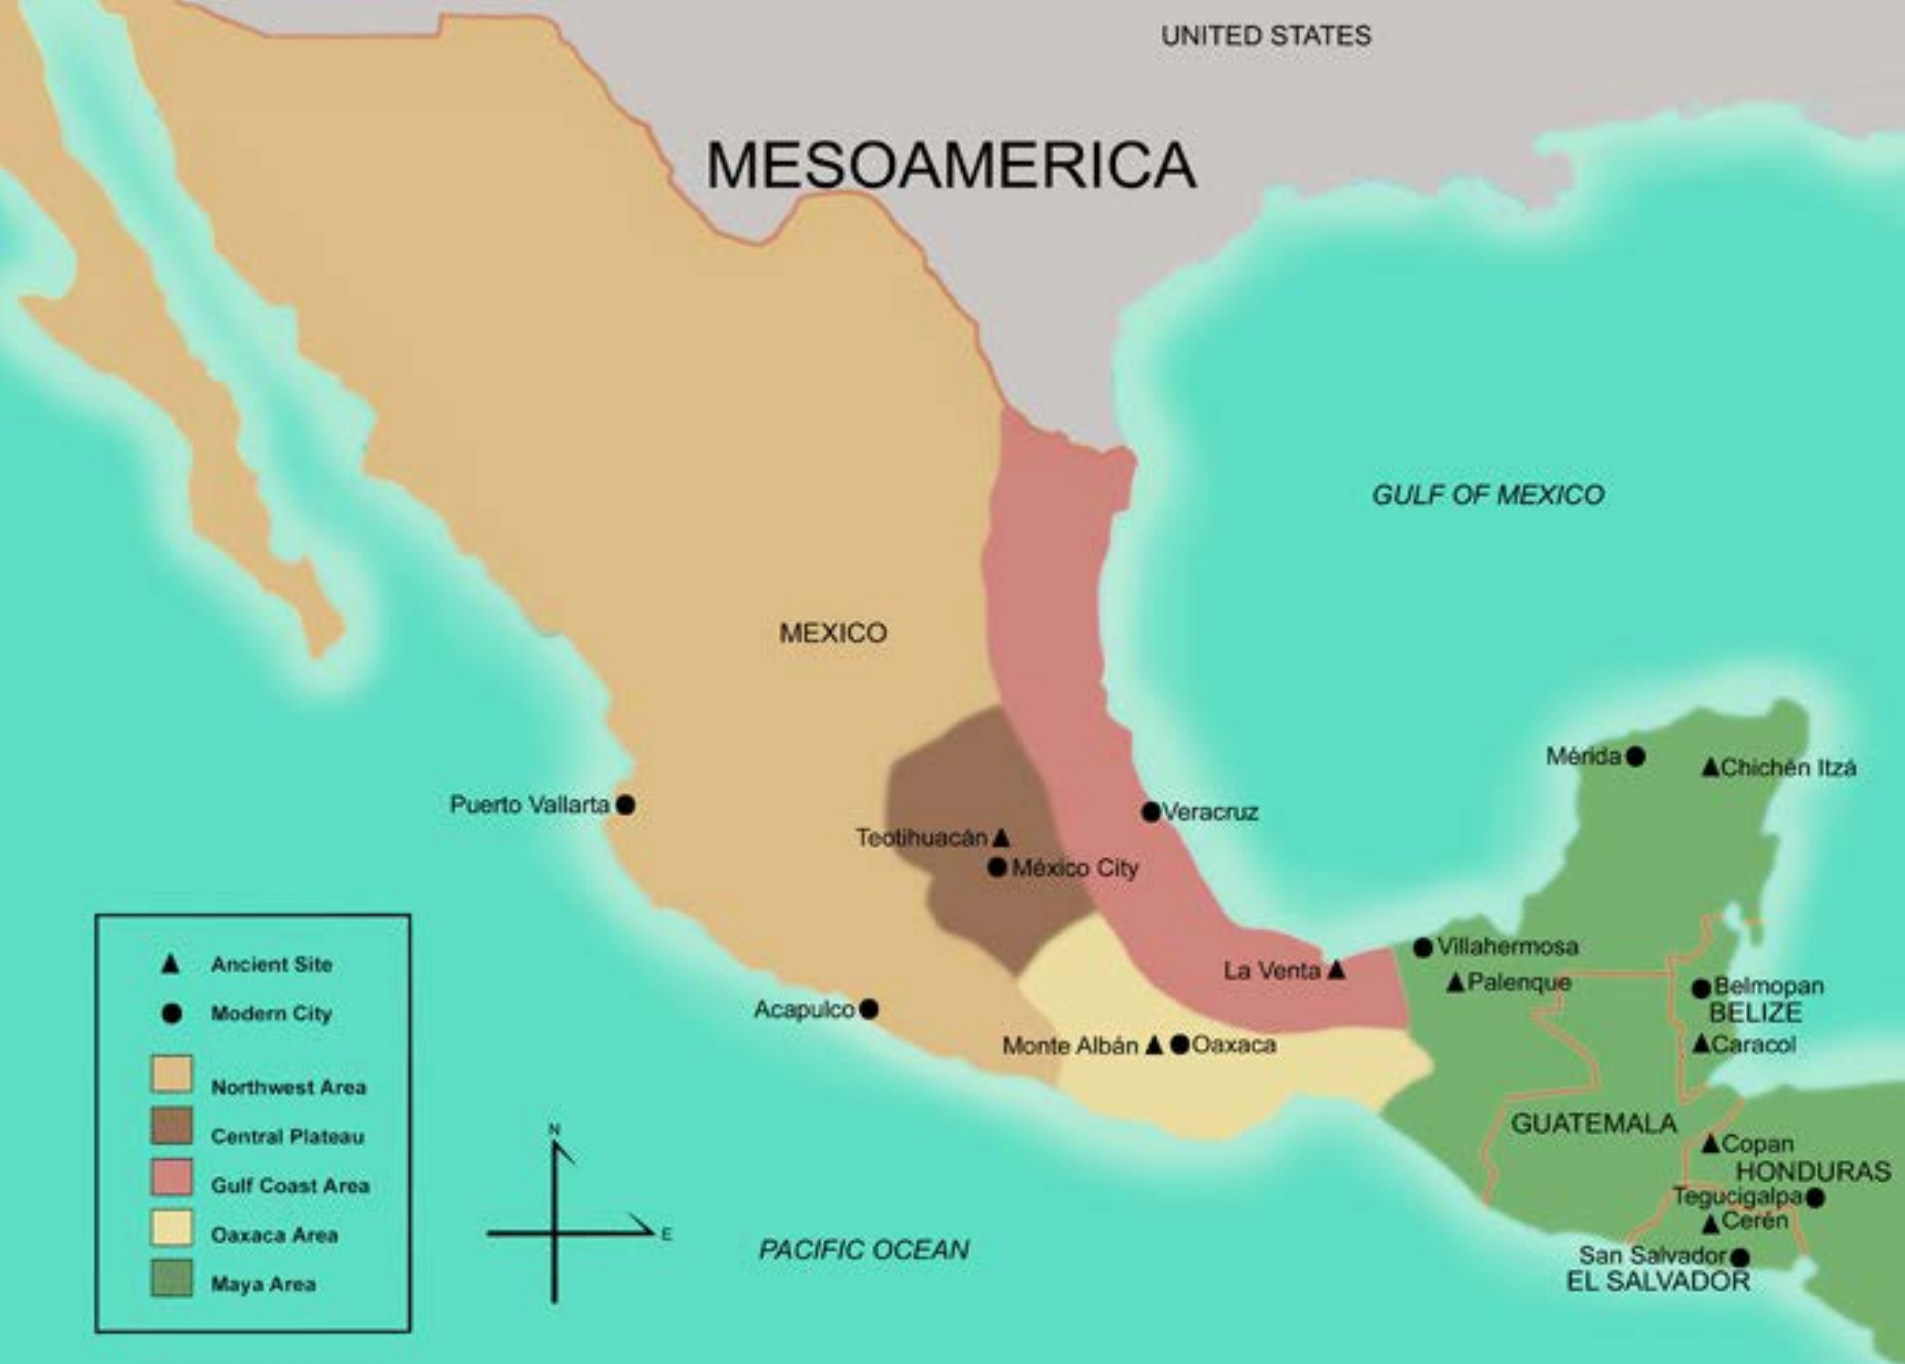 UNITED STATES
MESOAMERICA
GULF OF MEXICO
MEXICO
Mérida
Chichén Itzá
Puerto Vallarta
Veracruz
Teotihuacán
México City
Villahermosa
La Venta
Palenque
Belmopan
BELIZE
Acapulco
Monte Albán
Oaxaca
Caracol
GUATEMALA
Copan
HONDURAS
Tegucigalpa
Cerén
San Salvador
EL SALVADOR
PACIFIC OCEAN
N
E
Ancient Site
Modern City
Northwest Area
Central Plateau
Gulf Coast Area
Oaxaca Area
Maya Area